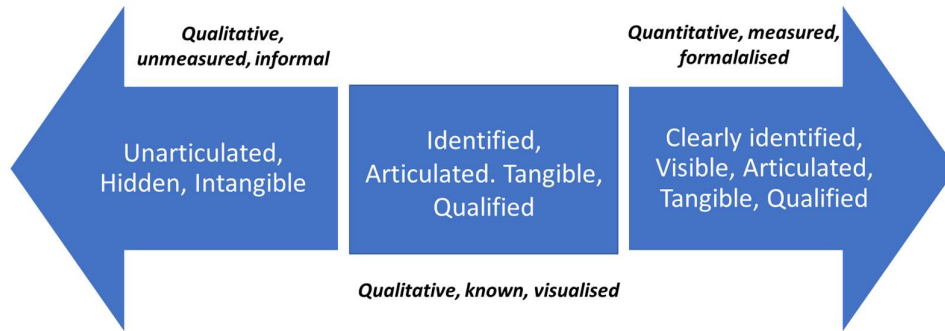 Qualitative,
unmeasured, informal
Quantitative, measured,
formalalised
Unarticulated,
Hidden, Intangible
Identified,
Articulated. Tangible,
Qualified
Clearly identified,
Visible, Articulated,
Tangible, Qualified
Qualitative, known, visualised